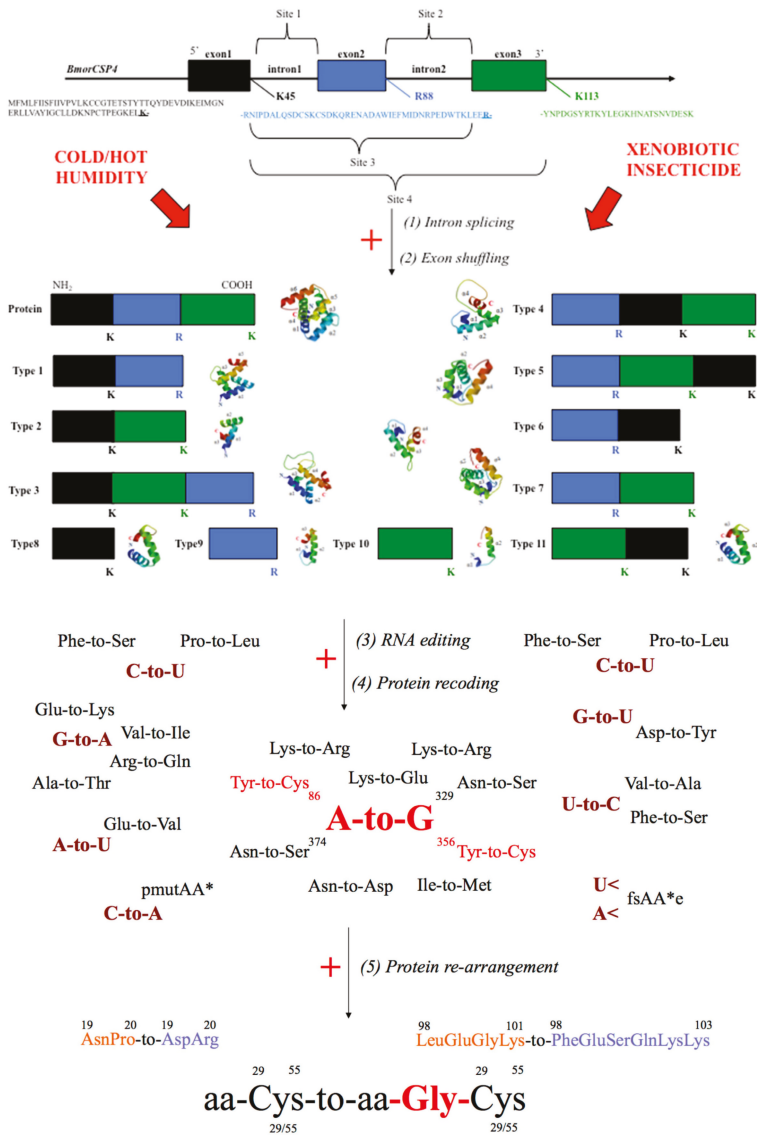 Site 1
Site 2
5’ exon1
exon2
exon3 3’
BmorCSP4
intron1
intron2
K45
R88
K113
MFMLFIISFIIVPVLKCCGTETSTYTTQYDEVDIKEIMGN
ERLLVAYIGCLLDKNPCTPEGKELK-
-RNIPDALQSDCSKCSDKQRENADAWIEFMIDNRPEDWTKLEER-
-YNPDGSYRTKYLEGKHNATSNVDESK
Site 3
Site 4
COLD/HOT
HUMIDITY
XENOBIOTIC
INSECTICIDE
+
(1) Intron splicing
(2) Exon shuffling
NH2 COOH
Protein
K R K
Type 4
R K K
Type 1
K R
Type 5
R K K
Type 2
K K
Type 6
R K
Type 3
K K R
Type 7
R K
Type8
K
Type9
R
Type 10
K
Type 11
K K
+
(3) RNA editing
(4) Protein recoding
Phe-to-Ser Pro-to-Leu
C-to-U
Phe-to-Ser Pro-to-Leu
C-to-U
Glu-to-Lys
G-to-A
Val-to-Ile
Arg-to-Gln
Ala-to-Thr
G-to-U
Asp-to-Tyr
Lys-to-Arg Lys-to-Arg
Tyr-to-Cys 86
Lys-to-Glu 329
Asn-to-Ser
A-to-G
Asn-to-Ser 374
356 Tyr-to-Cys
Asn-to-Asp Ile-to-Met
Val-to-Ala
U-to-C
Phe-to-Ser
Glu-to-Val
A-to-U
pmutAA*
C-to-A
U<
fsAA*e
A<
+
(5) Protein re-arrangement
19 20 19 20
AsnPro-to-AspArg
98 101 98 103
LeuGluGlyLys-to-PheGluSerGlnLysLys
29 55 29 55
aa-Cys-to-aa-Gly-Cys
29/55 29/55